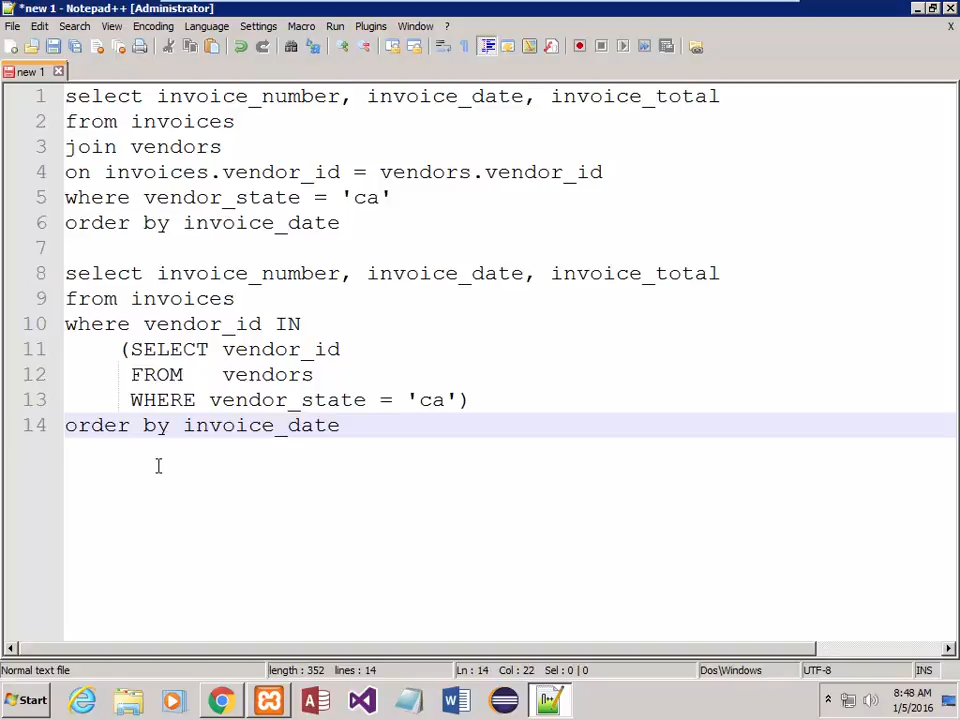 *new 1 - Notepad++ [Administrator]
File Edit Search View Encoding Language Settings Macro Run Plugins Window ? X
new 1
1 select invoice_number, invoice_date, invoice_total
2 from invoices
3 join vendors
4 on invoices.vendor_id = vendors.vendor_id
5 where vendor_state = 'ca'
6 order by invoice_date
7
8 select invoice_number, invoice_date, invoice_total
9 from invoices
10 where vendor_id IN
11 (SELECT vendor_id
12 FROM vendors
13 WHERE vendor_state = 'ca')
14 order by invoice_date
Normal text file length : 352 lines : 14 Ln : 14 Col : 22 Sel : 0 | 0 Dos\Windows UTF-8 INS
Start 8:48 AM
1/5/2016